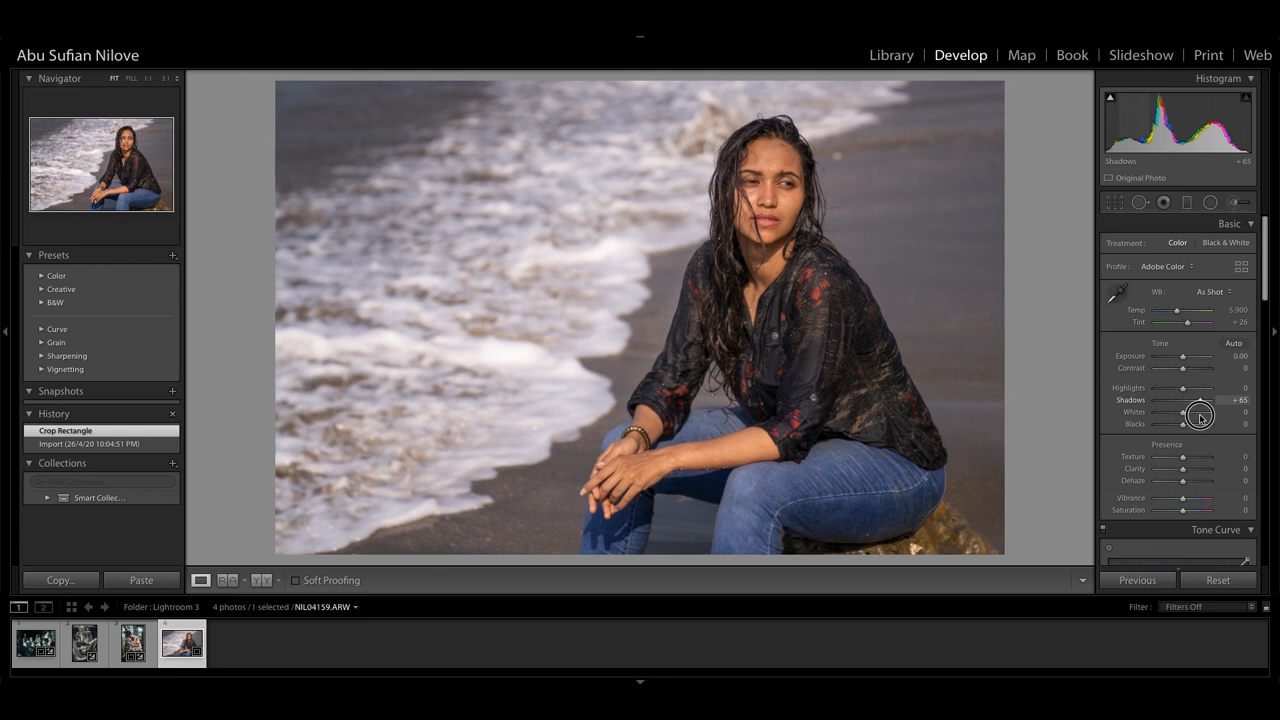 Abu Sufian Nilove
Library | Develop | Map | Book | Slideshow | Print | Web
Navigator FIT FILL 1:1 3:1
Presets
Color
Creative
B&W
Curve
Grain
Sharpening
Vignetting
Snapshots
History
Crop Rectangle
Import (26/4/20 10:04:51 PM)
Collections
Smart Collec...
Copy... Paste
Soft Proofing
Histogram
Shadows + 65
Original Photo
Basic
Treatment : Color Black & White
Profile : Adobe Color
WB : As Shot
Temp 5,900
Tint + 26
Tone Auto
Exposure 0.00
Contrast 0
Highlights 0
Shadows + 65
Whites 0
Blacks 0
Presence
Texture 0
Clarity 0
Dehaze 0
Vibrance 0
Saturation 0
Tone Curve
Previous Reset
1 2 Folder : Lightroom 3 4 photos / 1 selected / NIL04159.ARW Filter : Filters Off